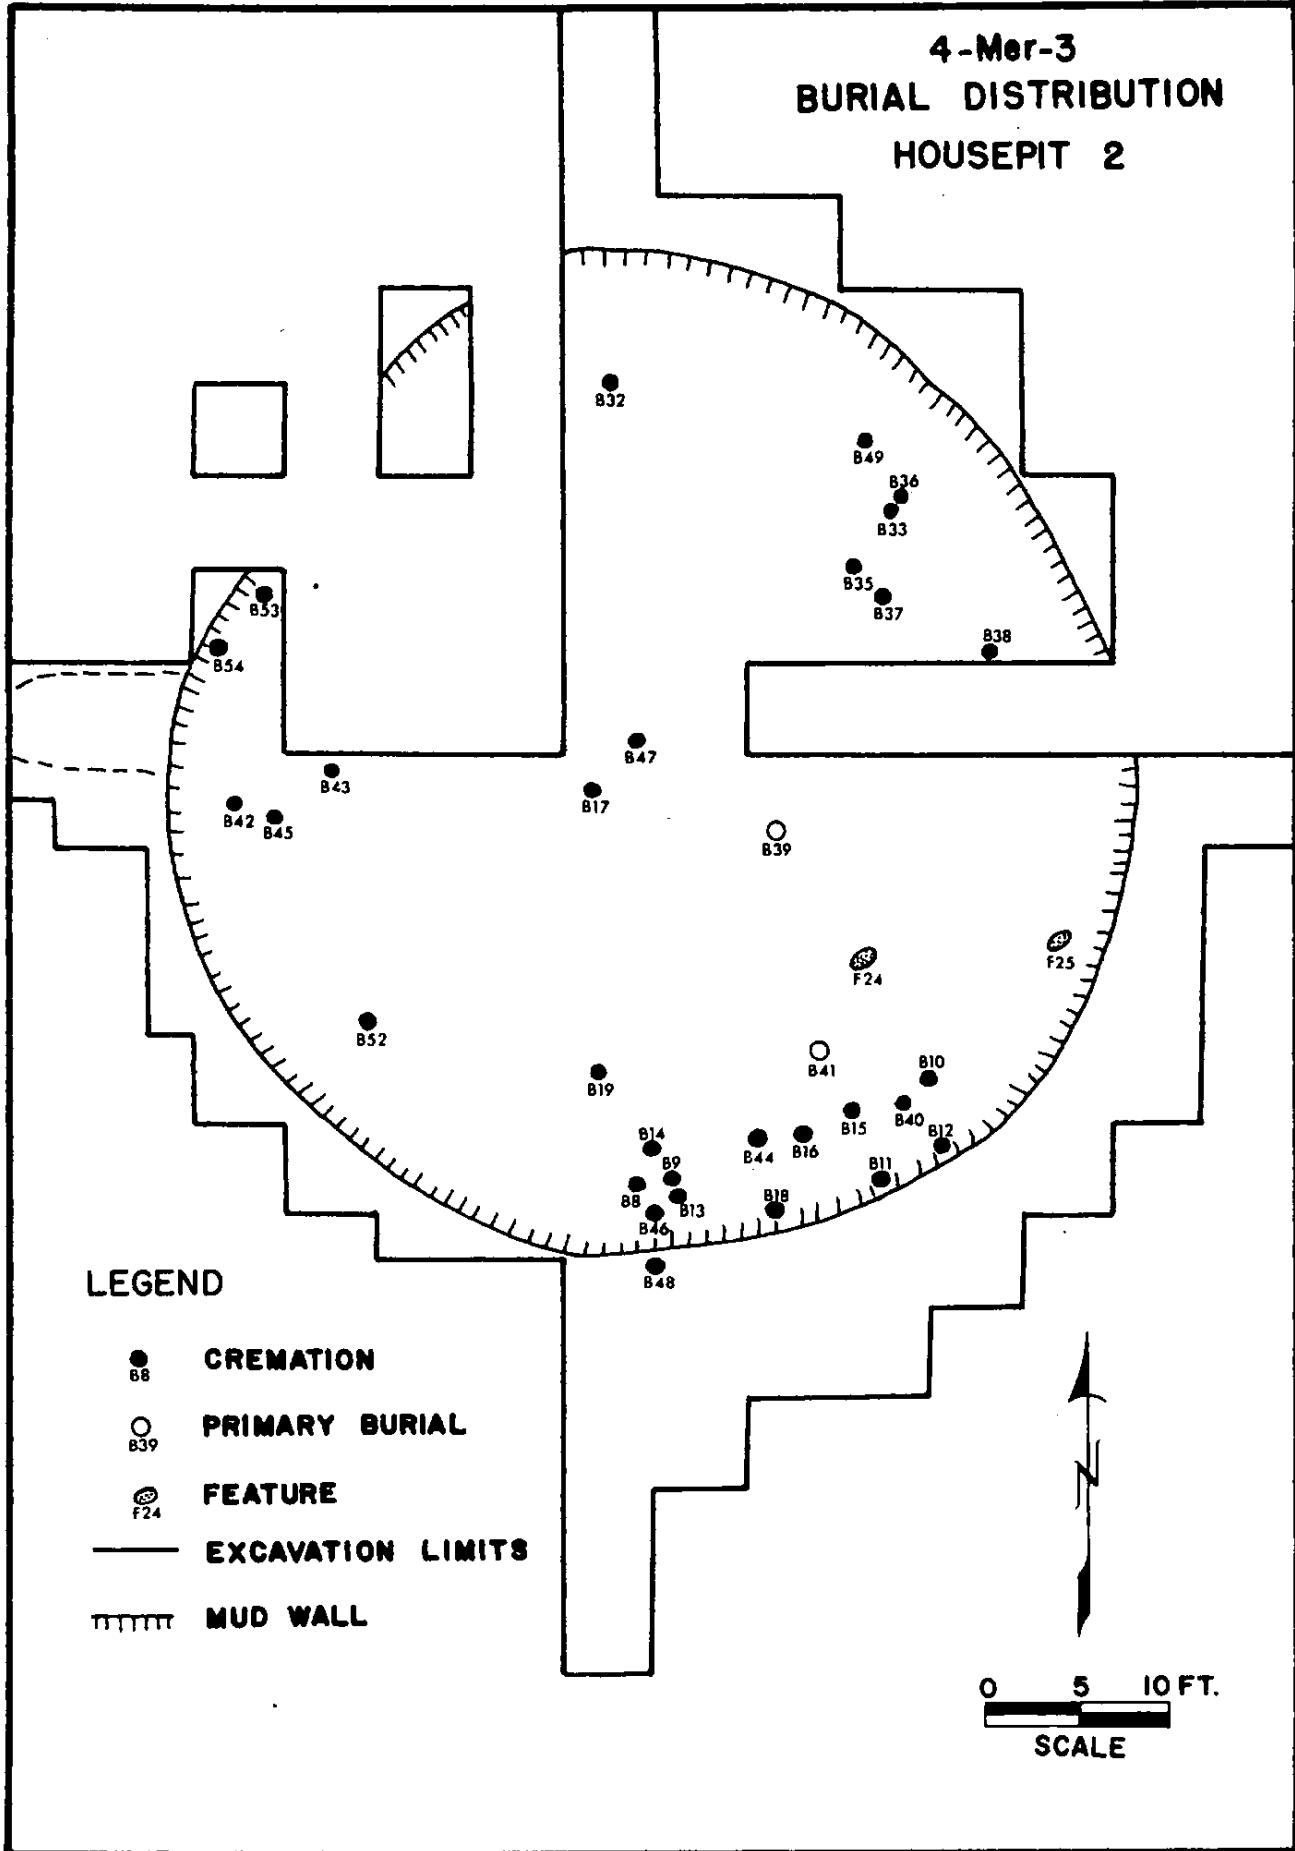 4-Mer-3
BURIAL DISTRIBUTION
HOUSEPIT 2
B32
B49
B36
B33
B35
B37
B53
B38
B54
B47
B43
B17
B42
B45
B39
F25
F24
B52
B41
B10
B19
B15
B40
B14
B44
B16
B12
B9
B11
B8
B13
B18
B46
B48
LEGEND
B8 CREMATION
B39 PRIMARY BURIAL
F24 FEATURE
EXCAVATION LIMITS
MUD WALL
N
0 5 10 FT.
SCALE